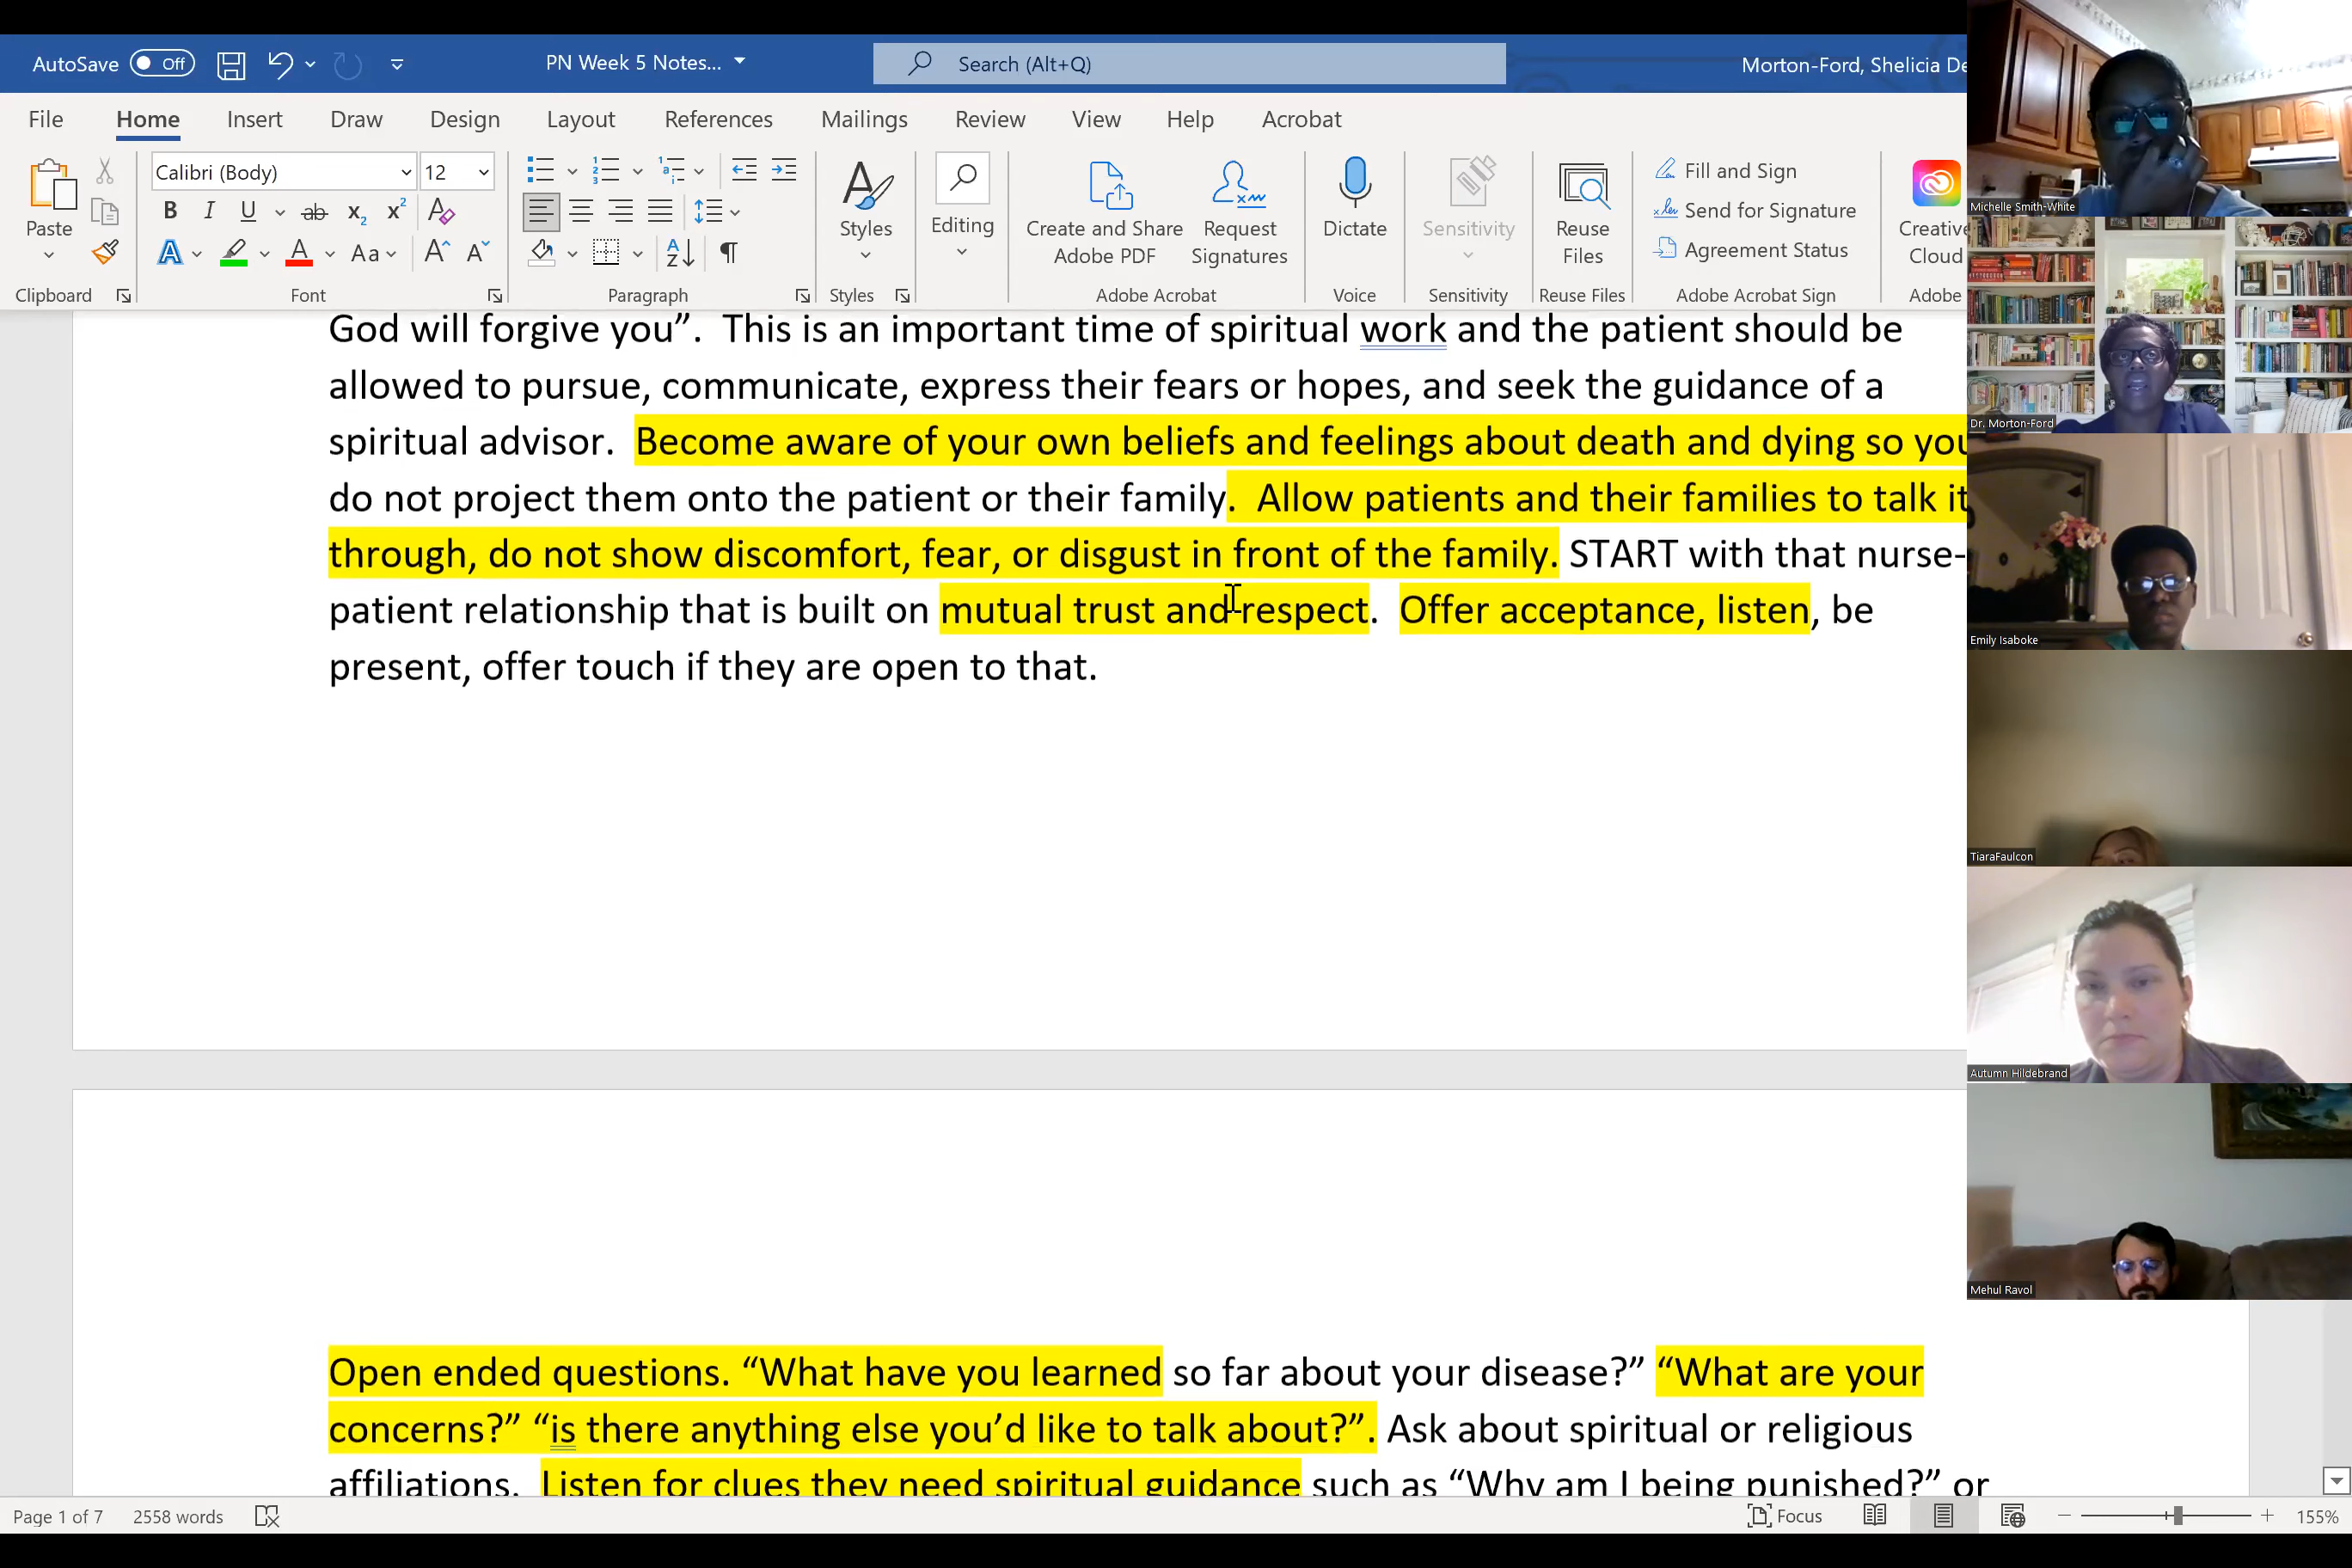 AutoSave Off PN Week 5 Notes... Search (Alt+Q) Morton-Ford, Shelicia De
File Home Insert Draw Design Layout References Mailings Review View Help Acrobat
Calibri (Body) 12
Paste
B I U ab x2 x2 A
A A Aa A A
Clipboard Font Paragraph
Styles
Styles
Editing
Create and Share
Adobe PDF
Request
Signatures
Adobe Acrobat
Dictate
Voice
Sensitivity
Sensitivity
Reuse
Files
Reuse Files
Fill and Sign
Send for Signature
Agreement Status
Adobe Acrobat Sign
Creative
Cloud
Adobe
God will forgive you”. This is an important time of spiritual work and the patient should be
allowed to pursue, communicate, express their fears or hopes, and seek the guidance of a
spiritual advisor. Become aware of your own beliefs and feelings about death and dying so you
do not project them onto the patient or their family. Allow patients and their families to talk it
through, do not show discomfort, fear, or disgust in front of the family. START with that nurse-
patient relationship that is built on mutual trust and respect. Offer acceptance, listen, be
present, offer touch if they are open to that.
Open ended questions. “What have you learned so far about your disease?” “What are your
concerns?” “is there anything else you’d like to talk about?”. Ask about spiritual or religious
affiliations. Listen for clues they need spiritual guidance such as “Why am I being punished?” or
Michelle Smith-White
Dr. Morton-Ford
Emily Isaboke
TiaraFaulcon
Autumn Hildebrand
Mehul Ravol
Page 1 of 7 2558 words Focus 155%